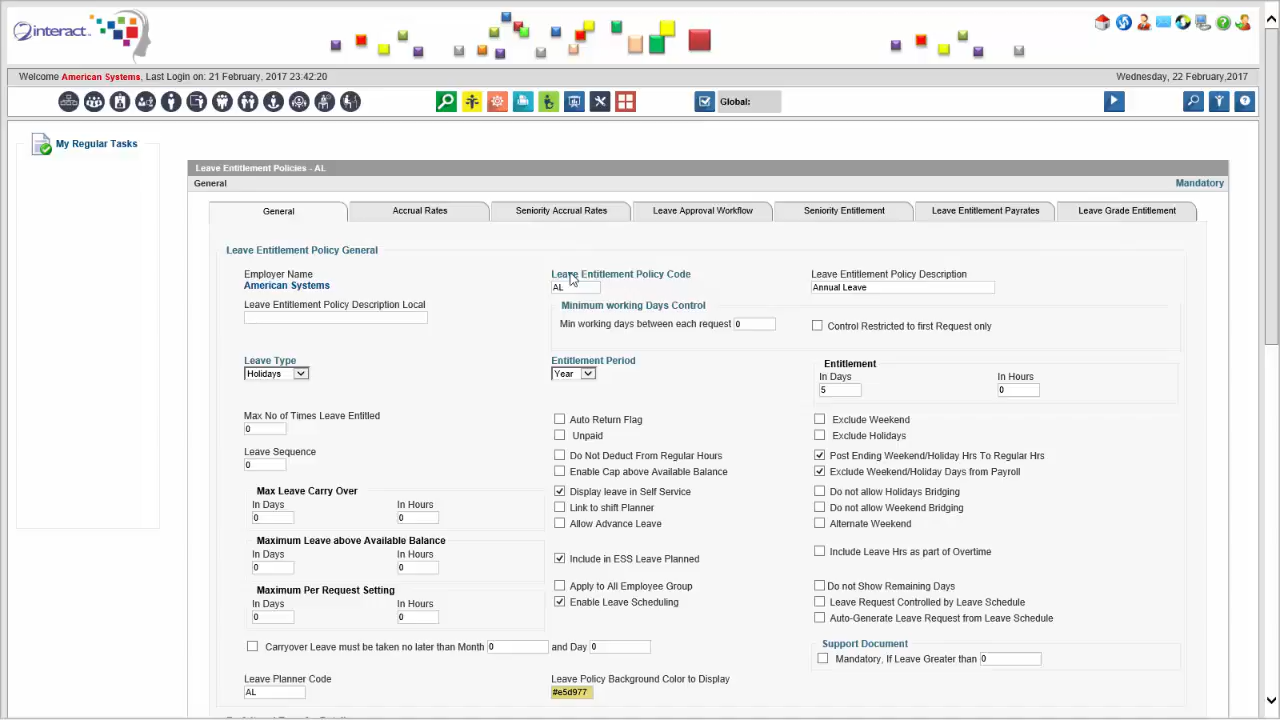 interact
Welcome American Systems, Last Login on: 21 February, 2017 23:42:20
Wednesday, 22 February,2017
Global:
My Regular Tasks
Leave Entitlement Policies - AL
General
Mandatory
General
Accrual Rates
Seniority Accrual Rates
Leave Approval Workflow
Seniority Entitlement
Leave Entitlement Payrates
Leave Grade Entitlement
Leave Entitlement Policy General
Employer Name
Leave Entitlement Policy Code
Leave Entitlement Policy Description
American Systems
AL
Annual Leave
Leave Entitlement Policy Description Local
Minimum working Days Control
Min working days between each request 0
Control Restricted to first Request only
Leave Type
Entitlement Period
Entitlement
Holidays
Year
In Days
In Hours
5
0
Max No of Times Leave Entitled
0
Auto Return Flag
Exclude Weekend
Unpaid
Exclude Holidays
Leave Sequence
0
Do Not Deduct From Regular Hours
Post Ending Weekend/Holiday Hrs To Regular Hrs
Enable Cap above Available Balance
Exclude Weekend/Holiday Days from Payroll
Max Leave Carry Over
In Days
In Hours
0
0
Display leave in Self Service
Do not allow Holidays Bridging
Link to shift Planner
Do not allow Weekend Bridging
Allow Advance Leave
Alternate Weekend
Maximum Leave above Available Balance
In Days
In Hours
0
0
Include in ESS Leave Planned
Include Leave Hrs as part of Overtime
Maximum Per Request Setting
In Days
In Hours
0
0
Apply to All Employee Group
Do not Show Remaining Days
Enable Leave Scheduling
Leave Request Controlled by Leave Schedule
Auto-Generate Leave Request from Leave Schedule
Carryover Leave must be taken no later than Month 0 and Day 0
Support Document
Mandatory, If Leave Greater than 0
Leave Planner Code
Leave Policy Background Color to Display
AL
#e5d977